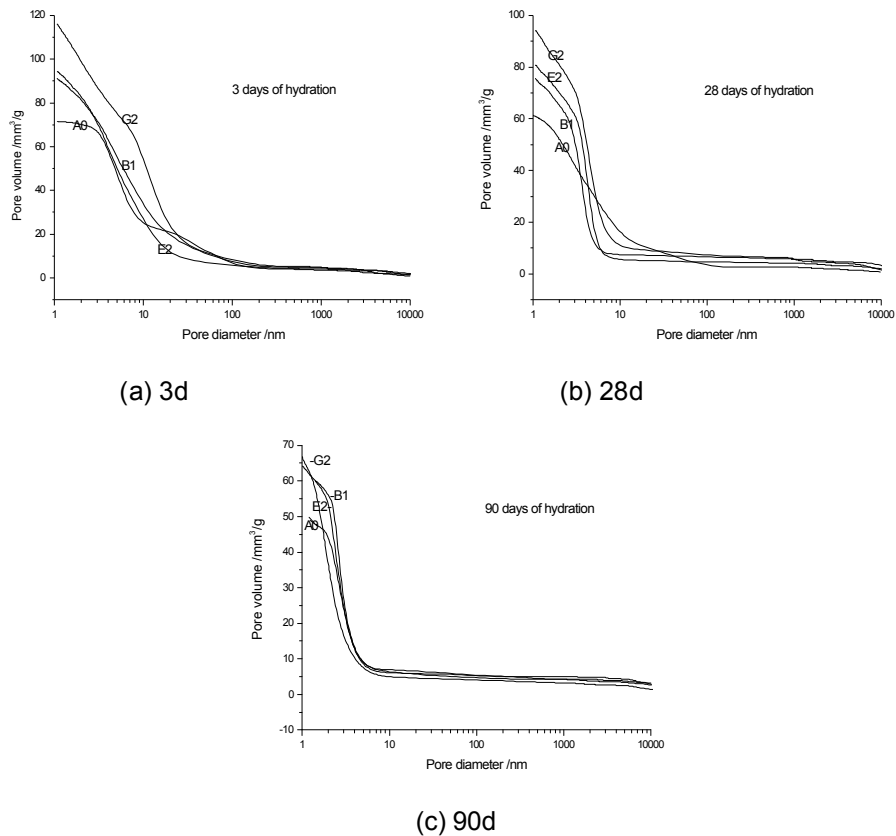 120
100
80
60
40
20
0
Pore volume /mm³/g
1
10
100
1000
10000
Pore diameter /nm
3 days of hydration
G2
A0
B1
E2
(a) 3d
100
80
60
40
20
0
Pore volume /mm³/g
1
10
100
1000
10000
Pore diameter /nm
28 days of hydration
G2
E2
B1
A0
(b) 28d
70
60
50
40
30
20
10
0
-10
Pore volume /mm³/g
1
10
100
1000
10000
Pore diameter /nm
90 days of hydration
-G2
-B1
E2-
A0
(c) 90d